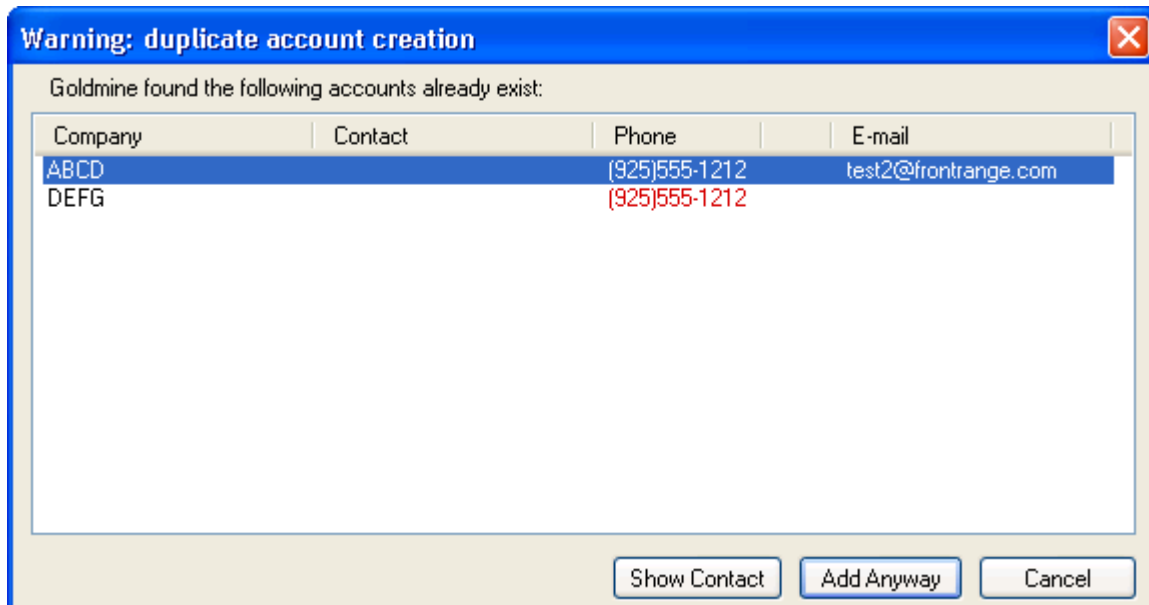 Warning: duplicate account creation
Goldmine found the following accounts already exist:
Company Contact Phone E-mail
ABCD (925)555-1212 test2@frontrange.com
DEFG (925)555-1212
Show Contact Add Anyway Cancel